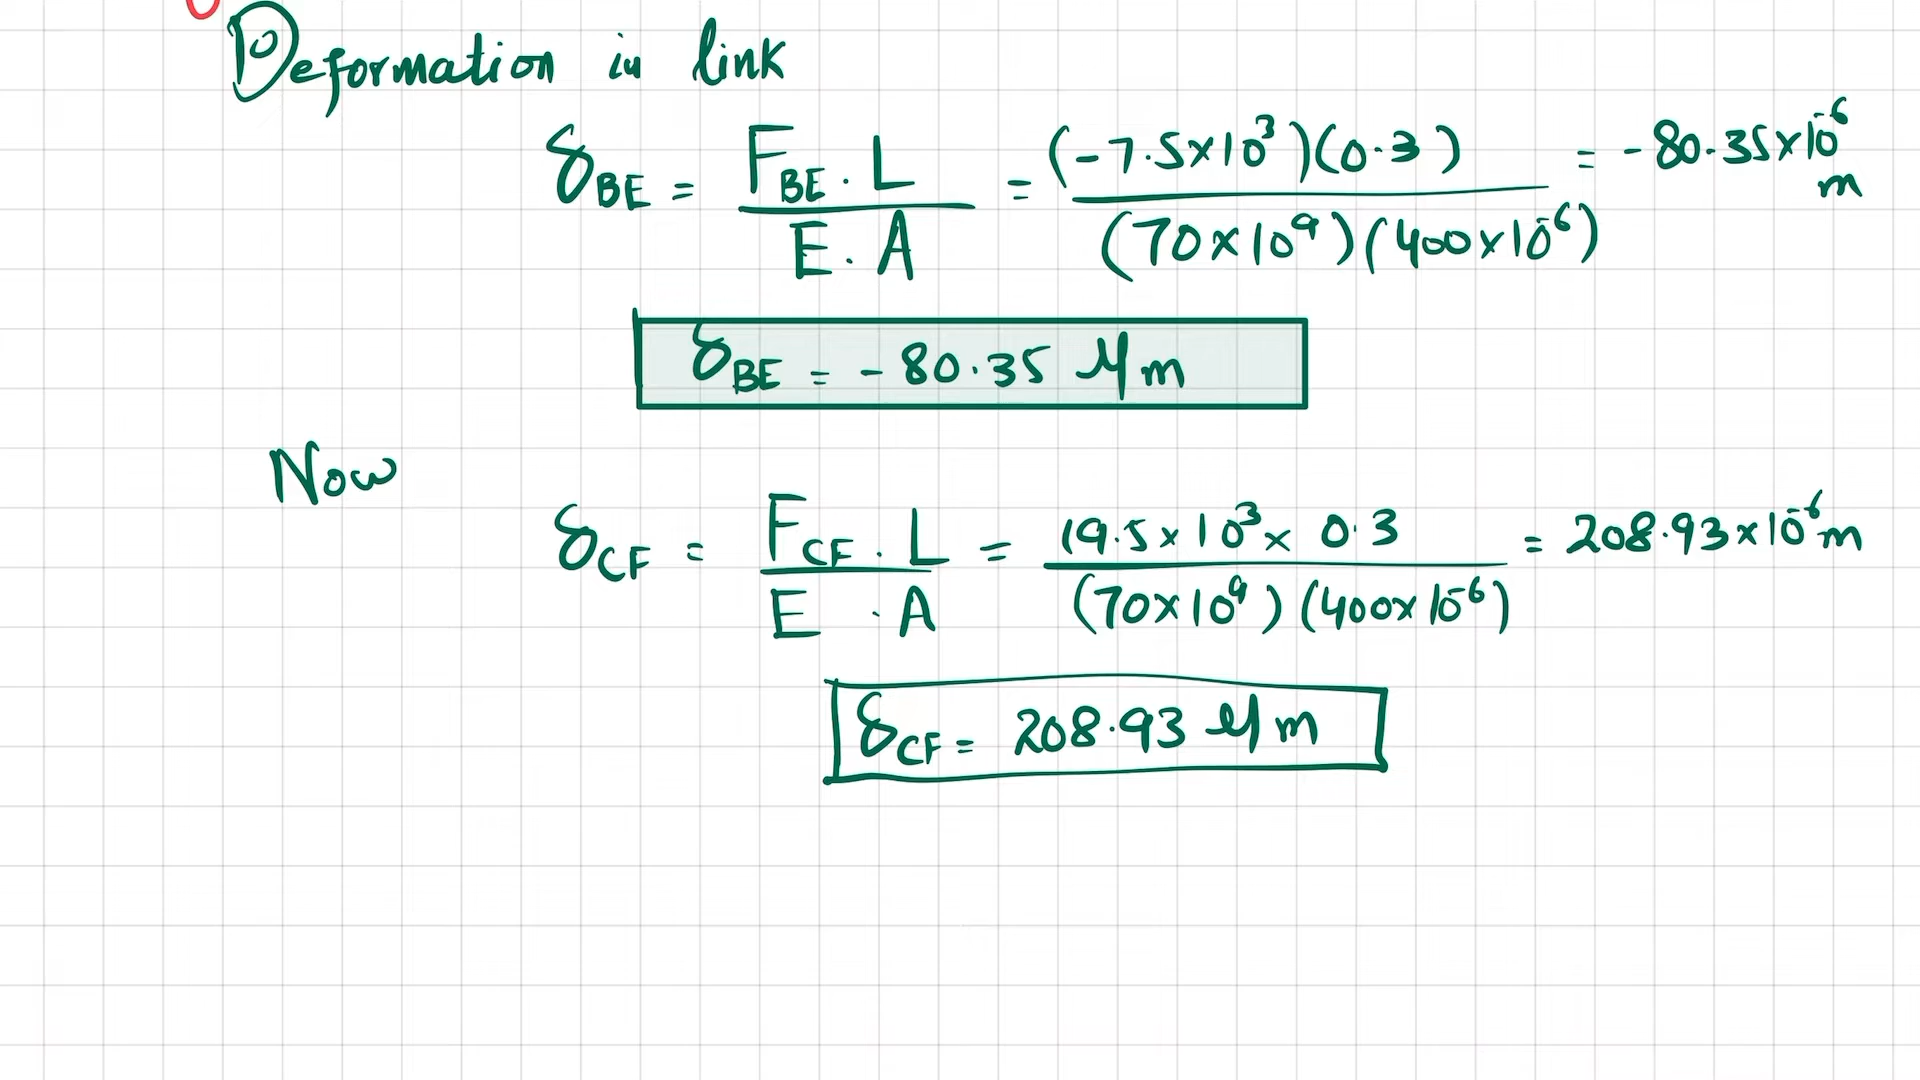 Deformation in link
δBE = FBE . L / E . A = (-7.5×10³)(0.3) / (70×10⁹)(400×10⁻⁶) = -80.35×10⁻⁶ m
δBE = - 80.35 μm
Now
δCF = FCF . L / E . A = 19.5×10³× 0.3 / (70×10⁹)(400×10⁻⁶) = 208.93×10⁻⁶m
δCF = 208.93 μm